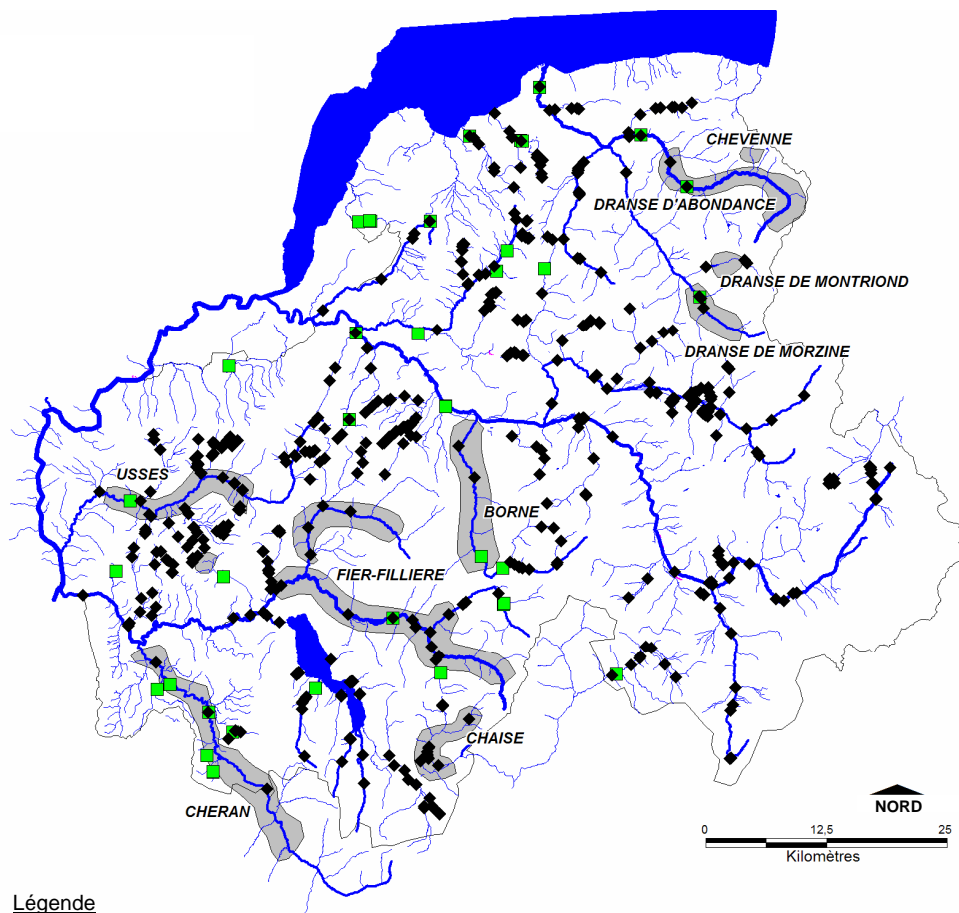 CHEVENNE
DRANSE D'ABONDANCE
DRANSE DE MONTRIOND
DRANSE DE MORZINE
USSES
BORNE
FIER-FILLIERE
CHAISE
CHERAN
NORD
0 12,5 25
Kilomètres
Légende